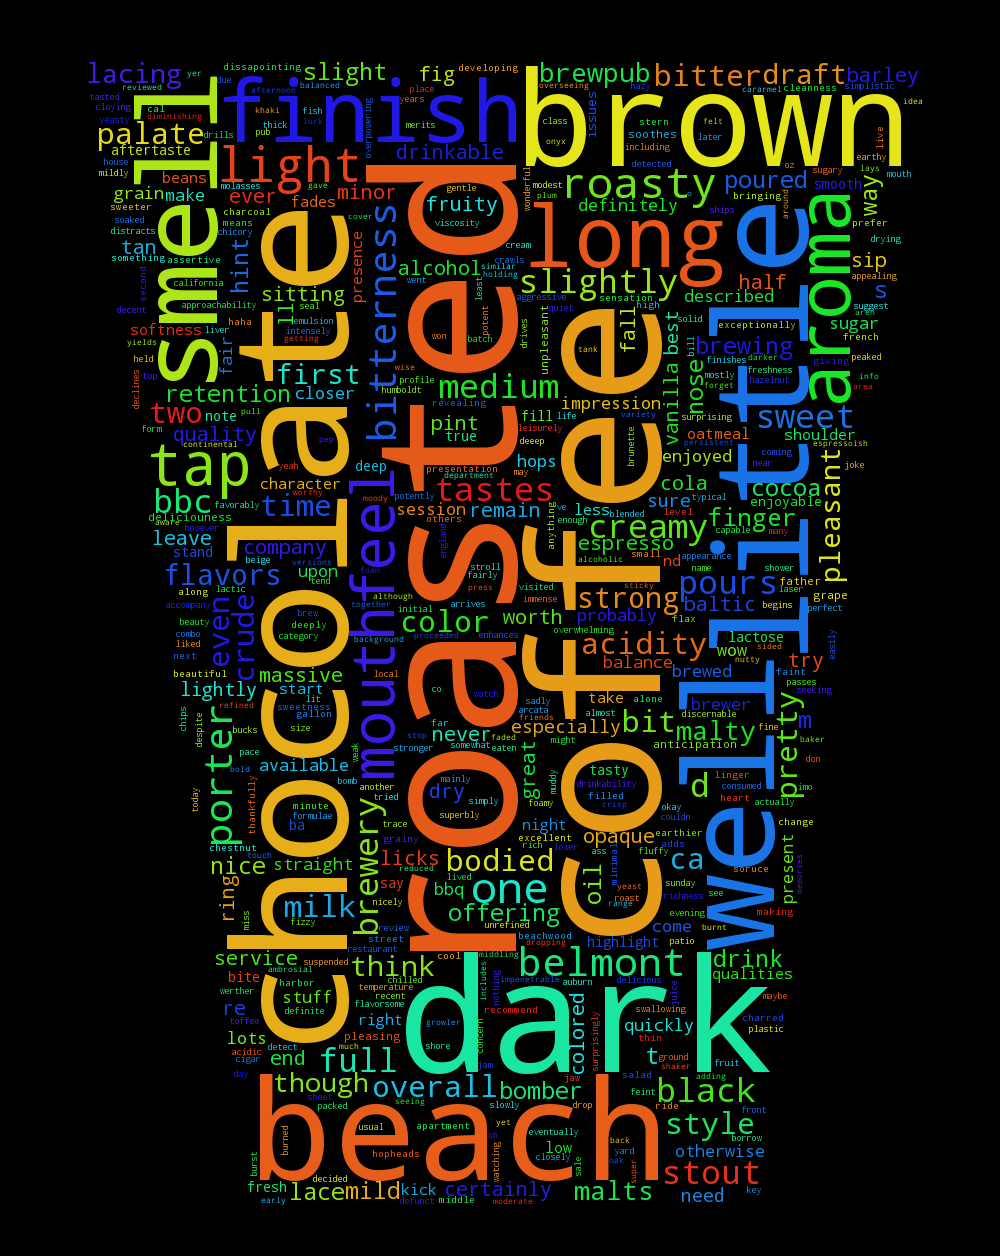 dissapointing
developing
lacing
yer
slight
fig
brewpub
bitter
draft
barley
reviewed
due
afternoon
balanced
place
overseeing
hazy
cararmel
cleanness
simplistic
tasted
cloying
cal
khaki
fish
years
class
idea
finish
brown
smell
diminishing
thick
lurk
overpowering
issues
stern
felt
yeasty
palate
drills
pub
merits
onyx
soothes
later
including
live
aftertaste
drinkable
detected
earthy
house
mildly
beans
molasses
light
gave
minor
gentle
wonderful
modest
roasty
poured
oz
sugary
lays
mouth
smooth
way
grain
make
ever
fades
fruity
plum
definitely
bringing
around
prefer
sweeter
soaked
charcoal
cover
viscosity
long
ships
drying
distracts
means
chicory
tan
hint
presence
bitterness
cream
sip
something
assertive
alcohol
similar
crawls
slightly
sensation
high
half
appealing
second
california
sitting
went
holding
least
aggressive
quiet
described
s
suggest
decent
approachability
ll
seal
potent
drives
unpleasant
fall
solid
best
exceptionally
sugar
aren
softness
liver
haha
emulsion
intensely
won
batch
tank
bill
brewing
finishes
darker
french
yields
fair
getting
wise
vanilla
nose
freshness
peaked
held
top
first
profile
medium
mostly
hazelnut
giving
info
declines
retention
closer
humboldt
revealing
impression
forget
area
aroma
two
note
pull
pint
fill
life
leisurely
variety
surprising
sweet
form
quality
true
deeep
brunette
oatmeal
persistent
shoulder
continental
pep
enjoyed
coming
espressoish
tap
yeah
deep
presentation
hops
near
joke
character
worthy
department
may
cola
cocoa
bbc
favorably
time
moody
potently
tastes
ve
level
sure
typical
enjoyable
pleasant
deliciousness
session
remain
less
blended
creamy
finger
many
aware
however
others
enough
capable
leave
versions
anything
espresso
appearance
stand
company
beige
england
alcoholic
small
nd
name
shower
flavors
upon
foam
stroll
fairly
visited
sticky
pours
laser
father
along
lactic
tend
press
immense
strong
baltic
begins
perfect
grape
accompany
although
together
initial
arrives
worth
probably
flax
beauty
even
crude
brew
deeply
color
overwhelming
lactose
easily
combo
category
background
proceeded
enhances
acidity
wow
sided
liked
next
nutty
balance
try
beautiful
massive
local
watch
brewed
faint
passes
lightly
start
lit
co
sadly
take
alone
brewer
seeking
chips
refined
sweetness
gallon
arcata
almost
discernable
linger
consumed
fine
porter
size
far
friends
especially
bit
malty
m
despite
bucks
stop
never
faded
might
anticipation
pretty
baker
pace
available
weak
stronger
somewhat
eaten
great
tasty
d
don
bold
bomb
mainly
muddy
drinkability
imo
heart
today
thankfully
another
dry
simply
foamy
filled
crisp
actually
minute
formulae
tried
superbly
night
okay
couldn
change
ba
trace
excellent
opaque
earthier
chestnut
grainy
rich
lower
ass
adds
fluffy
touch
nice
straight
licks
reduced
bodied
minimal
ca
spruce
present
memories
brewery
say
lived
bbq
one
oil
yeast
roast
sunday
see
richness
ring
miss
milk
nicely
offering
range
evening
making
fizzy
review
unrefined
come
burnt
street
beachwood
highlight
patio
service
restaurant
cool
dropping
middling
drink
ambrosial
suspended
think
chilled
belmont
qualities
bite
harbor
temperature
includes
nothing
impenetrable
auburn
delicious
juice
maybe
werther
stuff
recent
flavorsome
swallowing
re
definite
recommend
colored
charred
toffee
right
growler
quickly
plastic
lots
acidic
detect
pleasing
shore
concern
surprisingly
thin
cigar
much
end
full
jam
t
ground
shaker
fruit
chocolate
mouthfeel
roasted
coffee
well
little
dark
day
though
overall
bomber
jaw
salad
adding
sheet
seeing
slowly
drop
feint
black
front
packed
yet
ride
beach
usual
apartment
oh
eventually
style
borrow
burned
low
back
yard
burst
hopheads
watching
closely
oak
otherwise
sale
super
stout
fresh
decided
early
lace
mild
kick
certainly
defunct
middle
moderate
malts
need
key